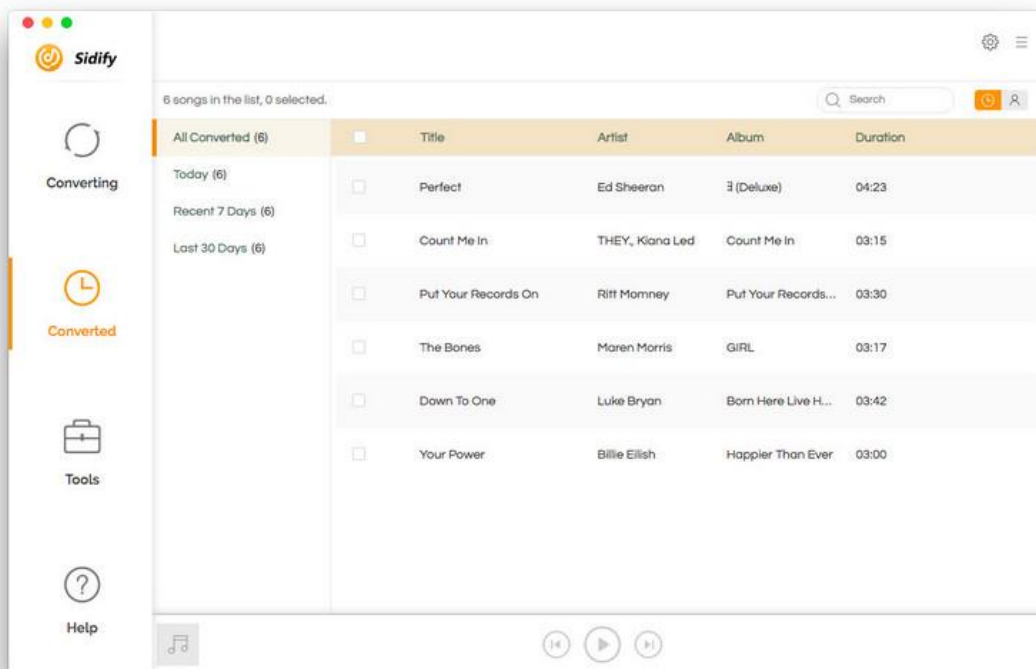 Sidify
6 songs in the list, 0 selected.
Search
Converting
Converted
Tools
Help
All Converted (6)
Today (6)
Recent 7 Days (6)
Last 30 Days (6)
Title Artist Album Duration
Perfect Ed Sheeran ∃ (Deluxe) 04:23
Count Me In THEY., Kiana Led Count Me In 03:15
Put Your Records On Ritt Momney Put Your Records... 03:30
The Bones Maren Morris GIRL 03:17
Down To One Luke Bryan Born Here Live H... 03:42
Your Power Billie Eilish Happier Than Ever 03:00